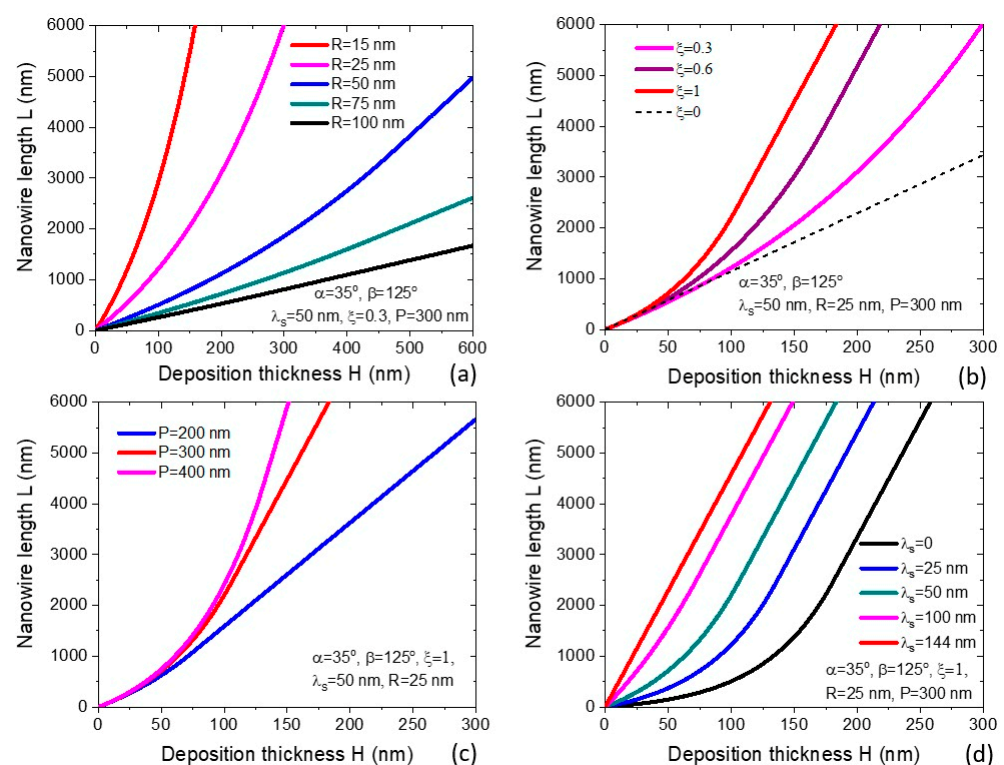 Nanowire length L (nm)
6000
5000
4000
3000
2000
1000
0
R=15 nm
R=25 nm
R=50 nm
R=75 nm
R=100 nm
α=35°, β=125°
λs=50 nm, ξ=0.3, P=300 nm
0 100 200 300 400 500 600
Deposition thickness H (nm)
(a)
Nanowire length L (nm)
6000
5000
4000
3000
2000
1000
0
ξ=0.3
ξ=0.6
ξ=1
ξ=0
α=35°, β=125°
λs=50 nm, R=25 nm, P=300 nm
0 50 100 150 200 250 300
Deposition thickness H (nm)
(b)
Nanowire length L (nm)
6000
5000
4000
3000
2000
1000
0
P=200 nm
P=300 nm
P=400 nm
α=35°, β=125°, ξ=1,
λs=50 nm, R=25 nm
0 50 100 150 200 250 300
Deposition thickness H (nm)
(c)
Nanowire length L (nm)
6000
5000
4000
3000
2000
1000
0
λs=0
λs=25 nm
λs=50 nm
λs=100 nm
λs=144 nm
α=35°, β=125°, ξ=1,
R=25 nm, P=300 nm
0 50 100 150 200 250 300
Deposition thickness H (nm)
(d)